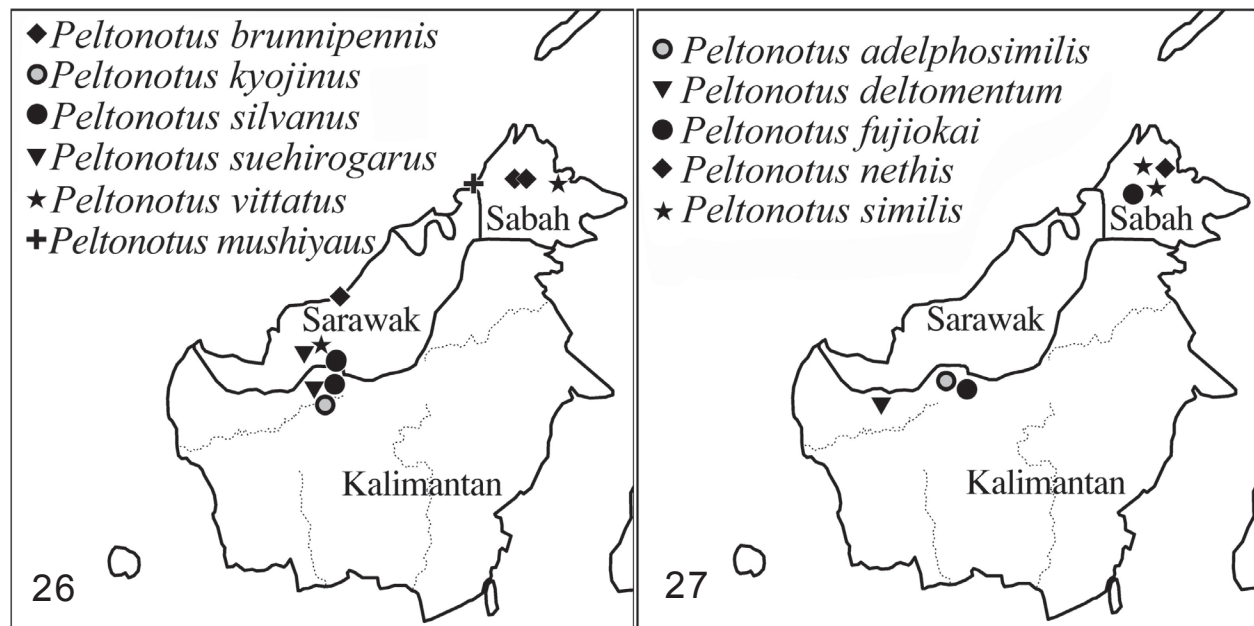 Peltonotus brunnipennis
Peltonotus kyojinus
Peltonotus silvanus
Peltonotus suehirogarus
Peltonotus vittatus
Peltonotus mushiyaus
Sabah
Sarawak
Kalimantan
26
Peltonotus adelphosimilis
Peltonotus deltomentum
Peltonotus fujiokai
Peltonotus nethis
Peltonotus similis
Sabah
Sarawak
Kalimantan
27